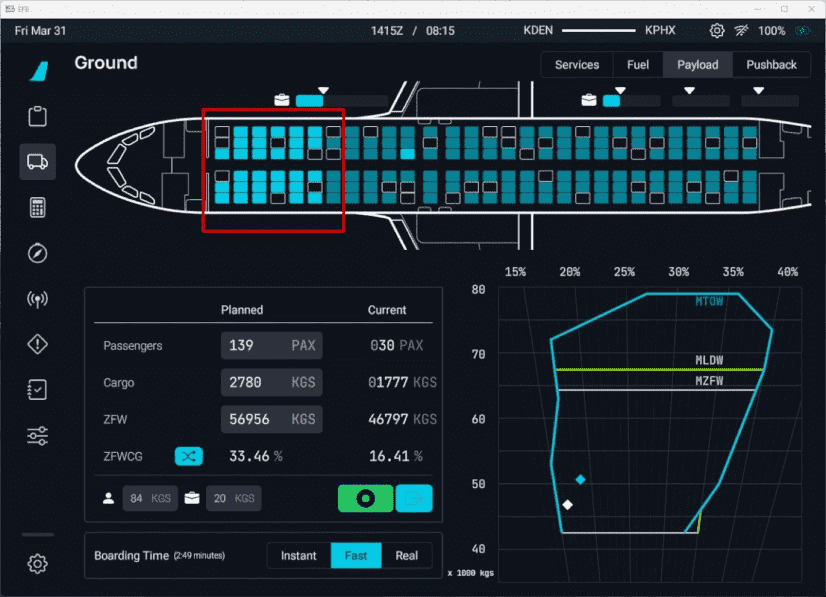 EFB
Fri Mar 31
1415Z / 08:15
KDEN
KPHX
100%
Ground
Services
Fuel
Payload
Pushback
15% 20% 25% 30% 35% 40%
80
MTOW
70
MLDW
MZFW
60
50
40
x 1000 kgs
Planned Current
Passengers 139 PAX 030 PAX
Cargo 2780 KGS 01777 KGS
ZFW 56956 KGS 46797 KGS
ZFWCG 33.46 % 16.41 %
84 KGS 20 KGS
Boarding Time (2:49 minutes) Instant Fast Real